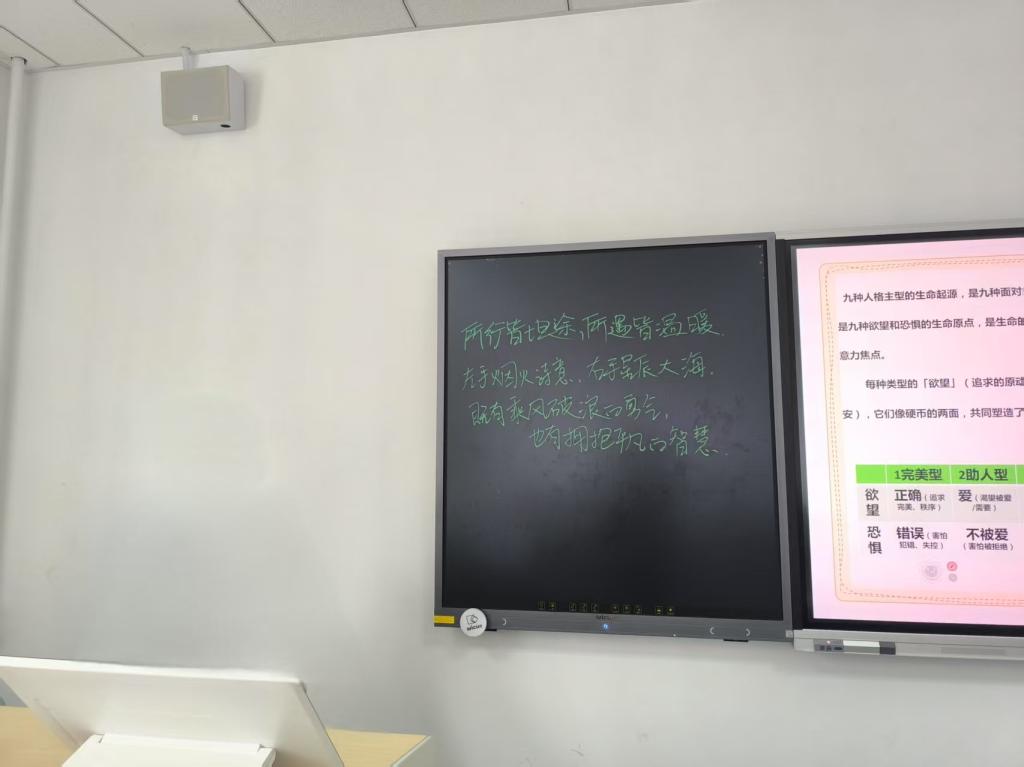 所行皆坦途,所遇皆温暖.
左手烟火诗意,右手星辰大海.
既有乘风破浪的勇气,
也有拥抱平凡的智慧.
九种人格主型的生命起源，是九种面对
是九种欲望和恐惧的生命原点，是生命的
意力焦点。
每种类型的「欲望」（追求的原动
安），它们像硬币的两面，共同塑造了
1完美型 2助人型
欲望 正确（追求完美、秩序） 爱（渴望被爱/需要）
恐惧 错误（害怕犯错、失控） 不被爱（害怕被拒绝）